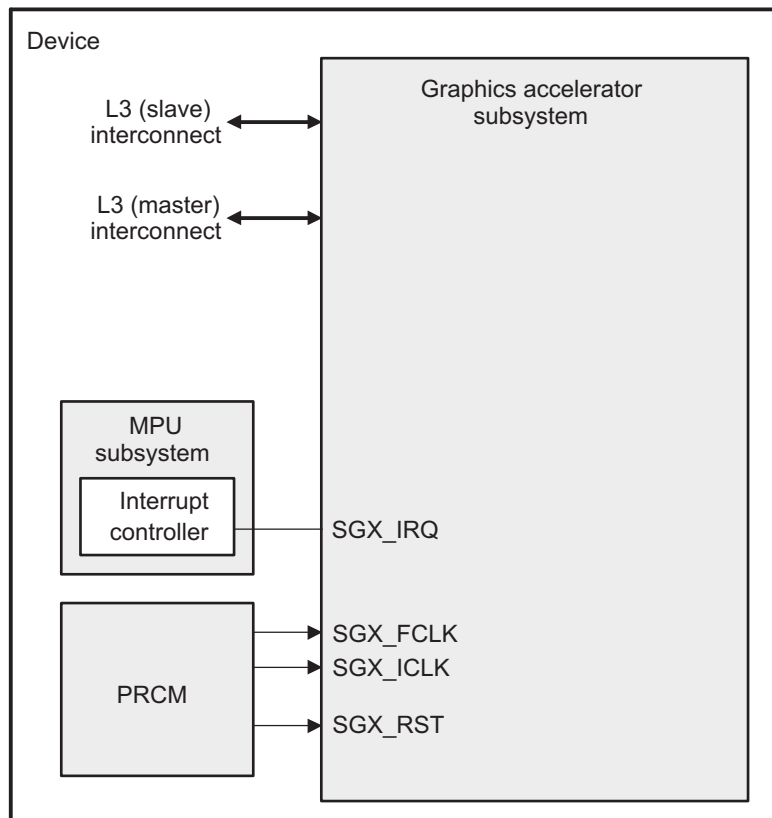 Device
Graphics accelerator
subsystem
L3 (slave)
interconnect
L3 (master)
interconnect
MPU
subsystem
Interrupt
controller
SGX_IRQ
PRCM
SGX_FCLK
SGX_ICLK
SGX_RST